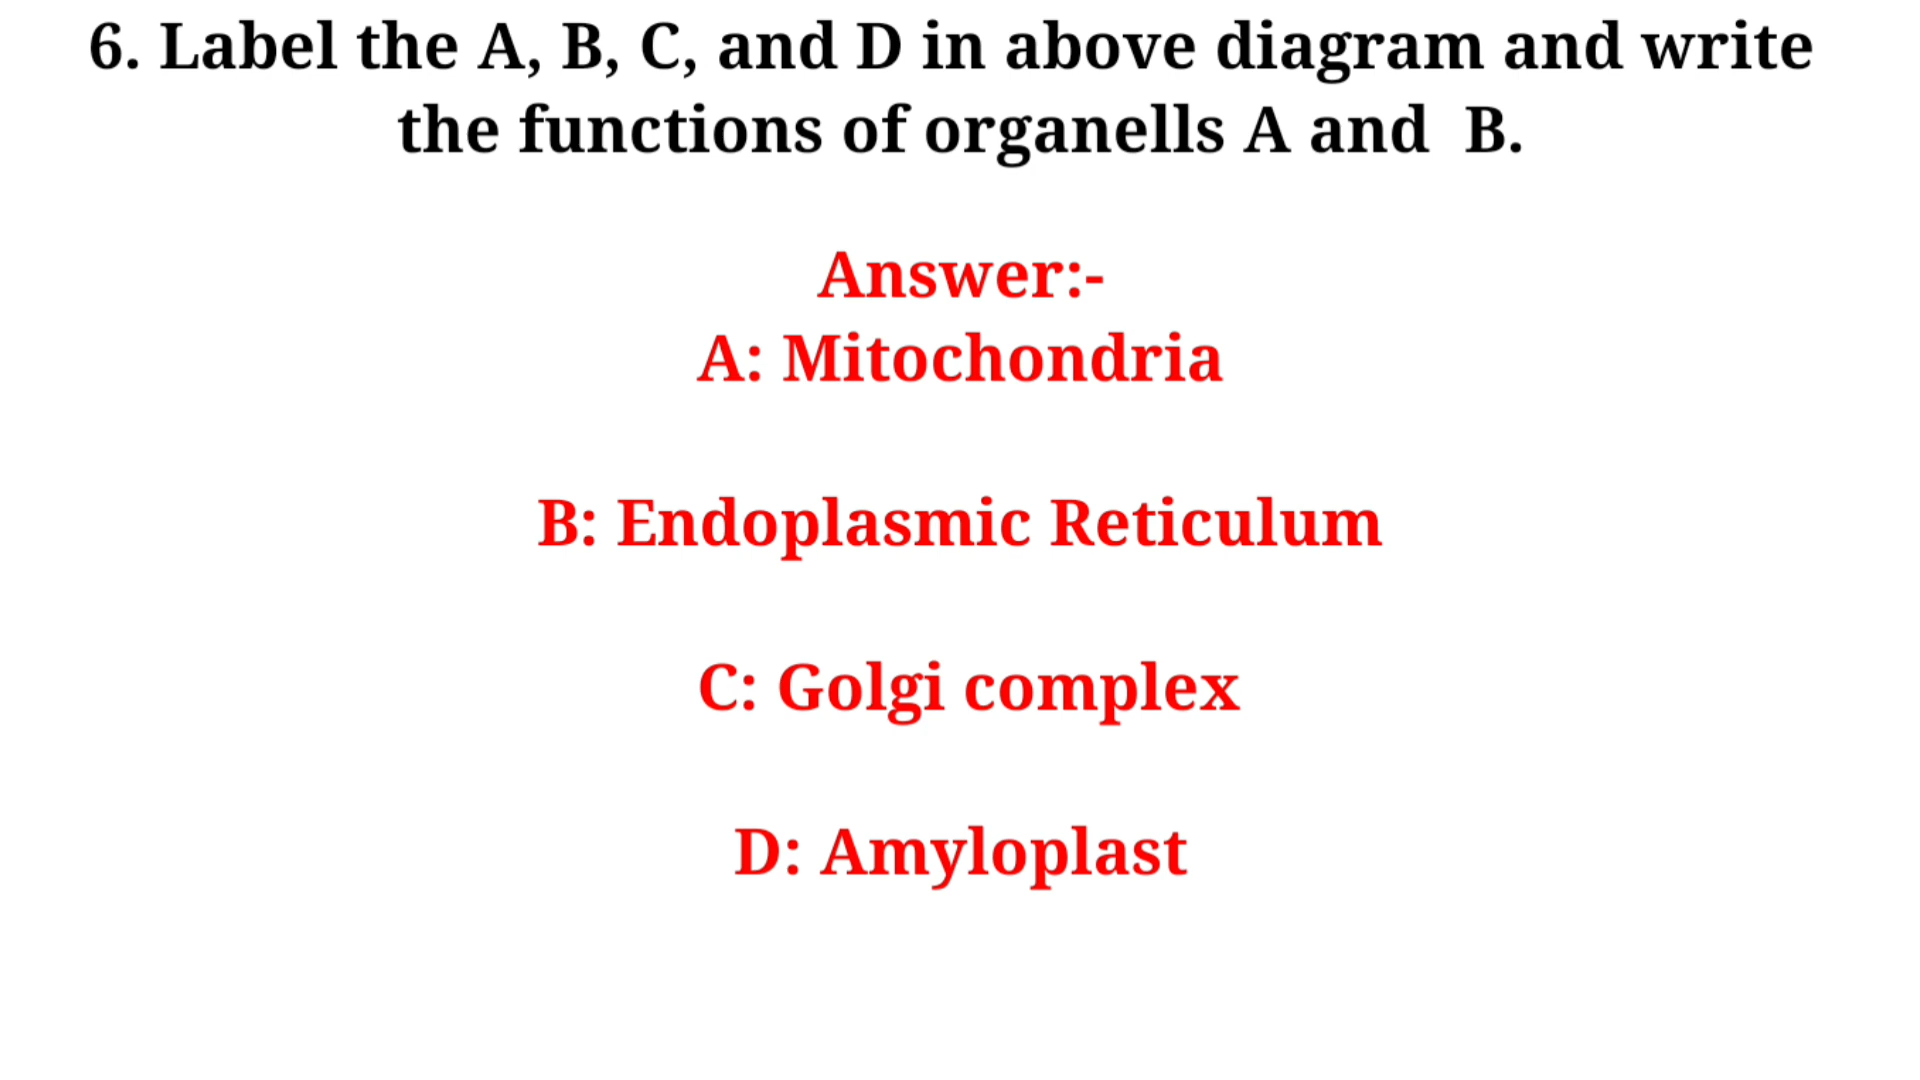 6. Label the A, B, C, and D in above diagram and write
the functions of organells A and B.
Answer:-
A: Mitochondria
B: Endoplasmic Reticulum
C: Golgi complex
D: Amyloplast